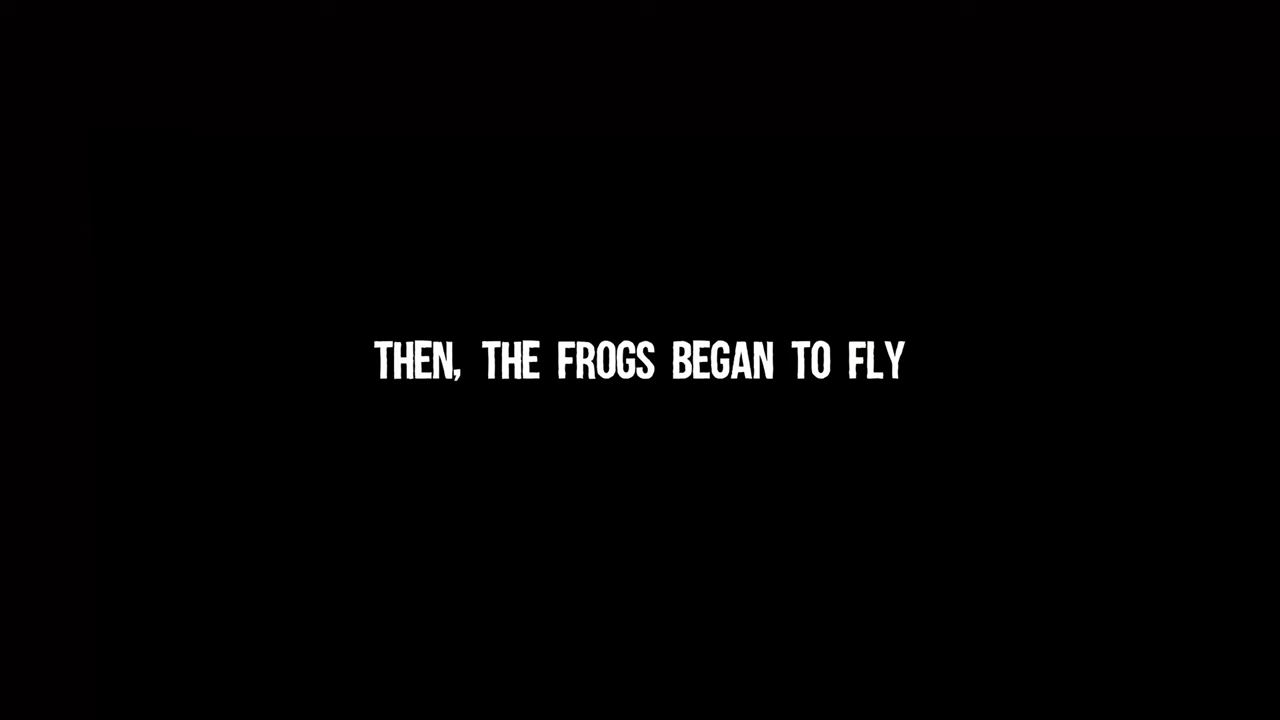 THEN, THE FROGS BEGAN TO FLY